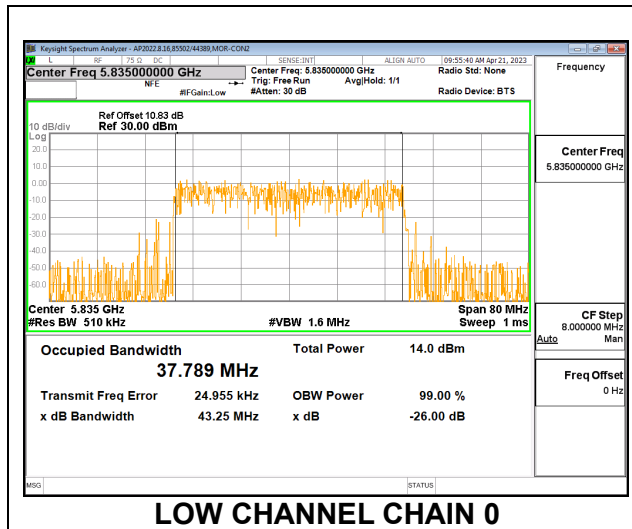 Keysight Spectrum Analyzer - AP2022.8.16,85502/44389,MOR-CON2
L RF 75 Ω DC SENSE:INT ALIGN AUTO 09:55:40 AM Apr 21, 2023
Center Freq 5.835000000 GHz Center Freq: 5.835000000 GHz Radio Std: None Frequency
NFE Trig: Free Run Avg|Hold: 1/1
#IFGain:Low #Atten: 30 dB Radio Device: BTS
Ref Offset 10.83 dB
10 dB/div Ref 30.00 dBm
Log
20.0
10.0
0.00
-10.0
-20.0
-30.0
-40.0
-50.0
-60.0
Center Freq
5.835000000 GHz
Center 5.835 GHz Span 80 MHz
#Res BW 510 kHz #VBW 1.6 MHz Sweep 1 ms
CF Step
8.000000 MHz
Auto Man
Occupied Bandwidth Total Power 14.0 dBm
37.789 MHz
Freq Offset
0 Hz
Transmit Freq Error 24.955 kHz OBW Power 99.00 %
x dB Bandwidth 43.25 MHz x dB -26.00 dB
MSG STATUS
LOW CHANNEL CHAIN 0